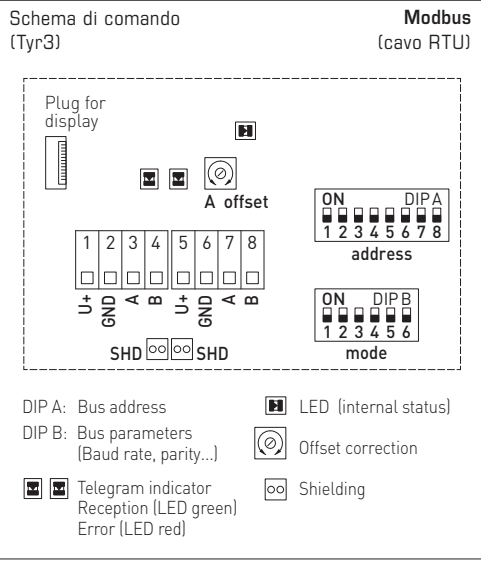 Schema di comando
(Tyr3)
Modbus
(cavo RTU)
Plug for
display
A offset
ON DIP A
1 2 3 4 5 6 7 8
address
1 2 3 4 5 6 7 8
U+ GND A B U+ GND A B
SHD SHD
ON DIP B
1 2 3 4 5 6
mode
DIP A: Bus address
DIP B: Bus parameters
(Baud rate, parity...)
Telegram indicator
Reception (LED green)
Error (LED red)
LED (internal status)
Offset correction
Shielding